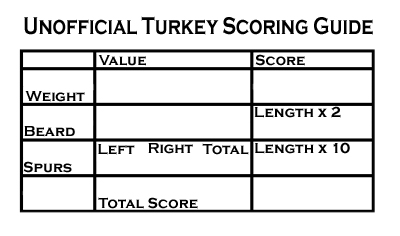 Unofficial Turkey Scoring Guide
Value Score
Weight
Length x 2
Beard
Left Right Total Length x 10
Spurs
Total Score